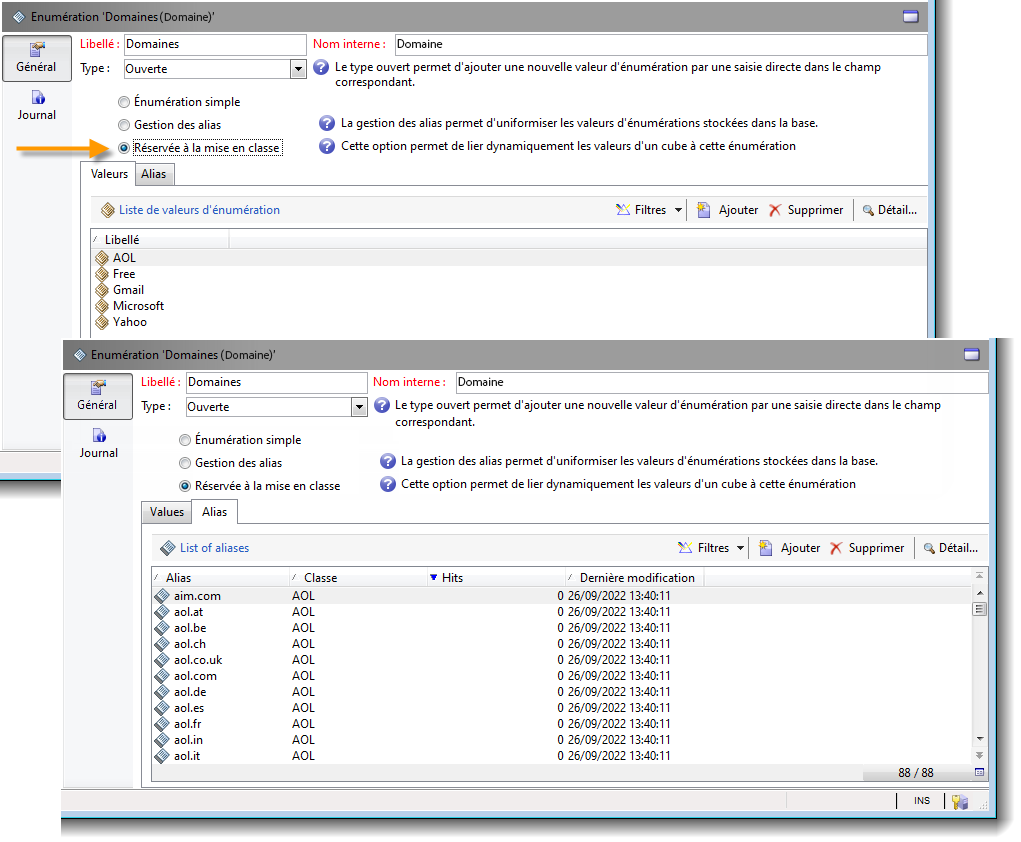 Enumération 'Domaines (Domaine)'
Libellé : Domaines Nom interne : Domaine
Général
Type : Ouverte Le type ouvert permet d'ajouter une nouvelle valeur d'énumération par une saisie directe dans le champ
correspondant.
Journal
Énumération simple
Gestion des alias La gestion des alias permet d'uniformiser les valeurs d'énumérations stockées dans la base.
Réservée à la mise en classe Cette option permet de lier dynamiquement les valeurs d'un cube à cette énumération
Valeurs Alias
Liste de valeurs d'énumération Filtres Ajouter Supprimer Détail...
Libellé
AOL
Free
Gmail
Microsoft
Yahoo
Enumération 'Domaines (Domaine)'
Libellé : Domaines Nom interne : Domaine
Général
Type : Ouverte Le type ouvert permet d'ajouter une nouvelle valeur d'énumération par une saisie directe dans le champ
correspondant.
Journal
Énumération simple
Gestion des alias La gestion des alias permet d'uniformiser les valeurs d'énumérations stockées dans la base.
Réservée à la mise en classe Cette option permet de lier dynamiquement les valeurs d'un cube à cette énumération
Values Alias
List of aliases Filtres Ajouter Supprimer Détail...
Alias Classe Hits Dernière modification
aim.com AOL 0 26/09/2022 13:40:11
aol.at AOL 0 26/09/2022 13:40:11
aol.be AOL 0 26/09/2022 13:40:11
aol.ch AOL 0 26/09/2022 13:40:11
aol.co.uk AOL 0 26/09/2022 13:40:11
aol.com AOL 0 26/09/2022 13:40:11
aol.de AOL 0 26/09/2022 13:40:11
aol.es AOL 0 26/09/2022 13:40:11
aol.fr AOL 0 26/09/2022 13:40:11
aol.in AOL 0 26/09/2022 13:40:11
aol.it AOL 0 26/09/2022 13:40:11
88 / 88
INS